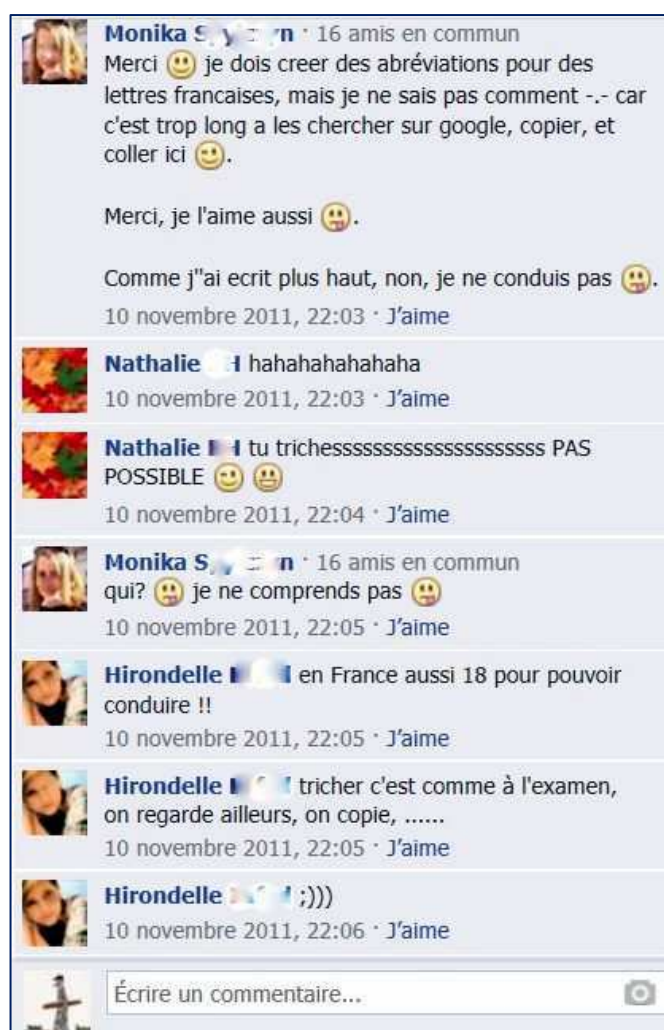 Monika S · 16 amis en commun
Merci je dois creer des abréviations pour des
lettres francaises, mais je ne sais pas comment -.- car
c'est trop long a les chercher sur google, copier, et
coller ici .
Merci, je l'aime aussi .
Comme j"ai ecrit plus haut, non, je ne conduis pas .
10 novembre 2011, 22:03 · J'aime
Nathalie hahahahahahaha
10 novembre 2011, 22:03 · J'aime
Nathalie tu trichesssssssssssssssssssssss PAS
POSSIBLE
10 novembre 2011, 22:04 · J'aime
Monika S · 16 amis en commun
qui? je ne comprends pas
10 novembre 2011, 22:05 · J'aime
Hirondelle en France aussi 18 pour pouvoir
conduire !!
10 novembre 2011, 22:05 · J'aime
Hirondelle tricher c'est comme à l'examen,
on regarde ailleurs, on copie, ......
10 novembre 2011, 22:05 · J'aime
Hirondelle ;)))
10 novembre 2011, 22:06 · J'aime
Écrire un commentaire...